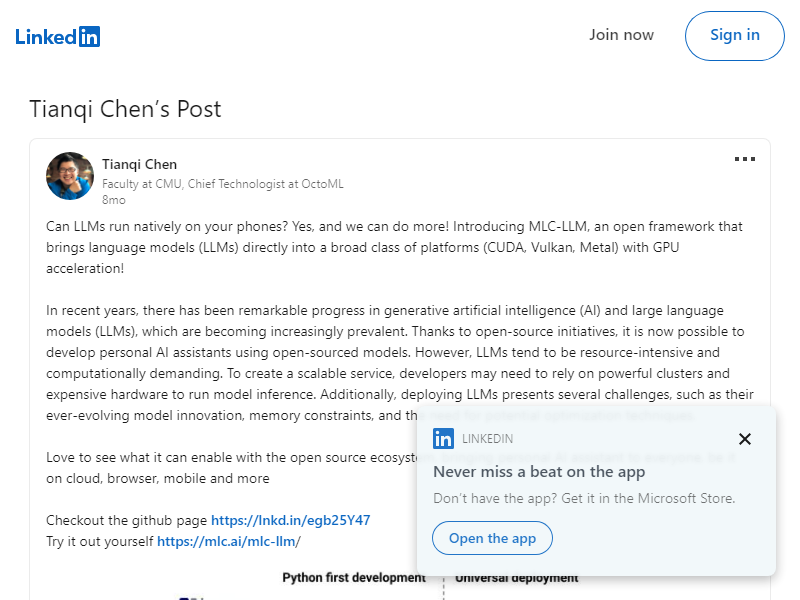 LinkedIn
Join now
Sign in
Tianqi Chen's Post
Tianqi Chen
Faculty at CMU, Chief Technologist at OctoML
8mo
Can LLMs run natively on your phones? Yes, and we can do more! Introducing MLC-LLM, an open framework that
brings language models (LLMs) directly into a broad class of platforms (CUDA, Vulkan, Metal) with GPU
acceleration!
In recent years, there has been remarkable progress in generative artificial intelligence (AI) and large language
models (LLMs), which are becoming increasingly prevalent. Thanks to open-source initiatives, it is now possible to
develop personal AI assistants using open-sourced models. However, LLMs tend to be resource-intensive and
computationally demanding. To create a scalable service, developers may need to rely on powerful clusters and
expensive hardware to run model inference. Additionally, deploying LLMs presents several challenges, such as their
ever-evolving model innovation, memory constraints, and the need for potential optimization techniques.
Love to see what it can enable with the open source ecosystem
on cloud, browser, mobile and more
Checkout the github page https://lnkd.in/egb25Y47
Try it out yourself https://mlc.ai/mlc-llm/
in LINKEDIN
Never miss a beat on the app
Don't have the app? Get it in the Microsoft Store.
Open the app
Python first development
Universal deployment